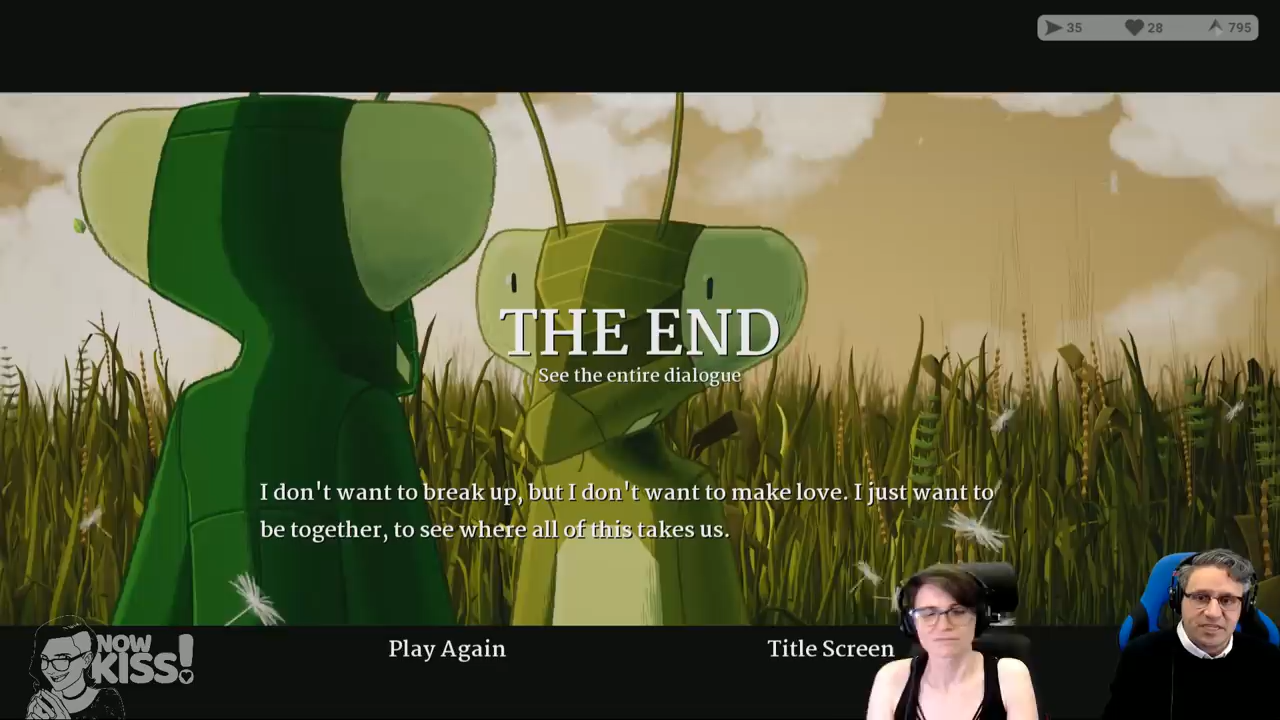 35 28 795
THE END
See the entire dialogue
I don't want to break up, but I don't want to make love. I just want to
be together, to see where all of this takes us.
Play Again Title Screen
NOW
KISS!